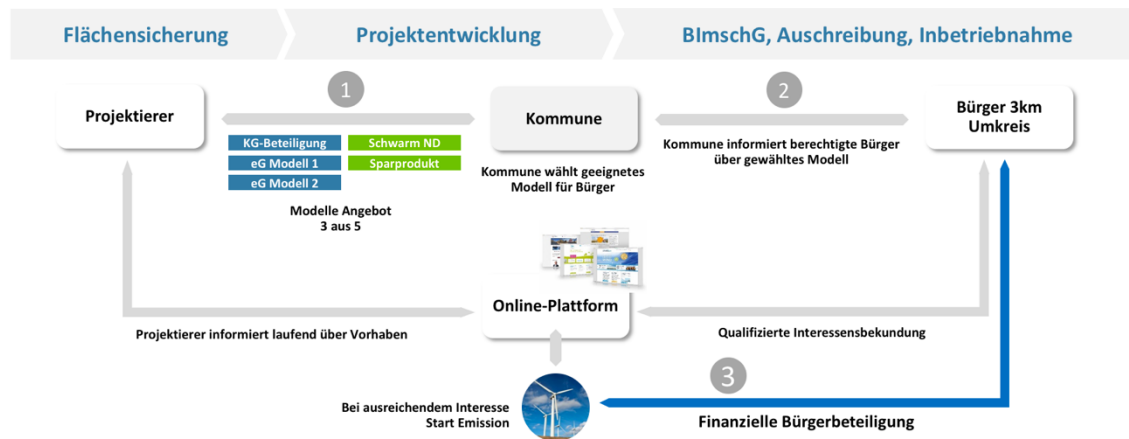 Flächensicherung
Projektentwicklung
BImschG, Auschreibung, Inbetriebnahme
1
2
Projektierer
Kommune
Bürger 3km
Umkreis
KG-Beteiligung
Schwarm ND
eG Modell 1
Sparprodukt
eG Modell 2
Modelle Angebot
3 aus 5
Kommune wählt geeignetes
Modell für Bürger
Kommune informiert berechtigte Bürger
über gewähltes Modell
Online-Plattform
Projektierer informiert laufend über Vorhaben
Qualifizierte Interessensbekundung
3
Bei ausreichendem Interesse
Start Emission
Finanzielle Bürgerbeteiligung